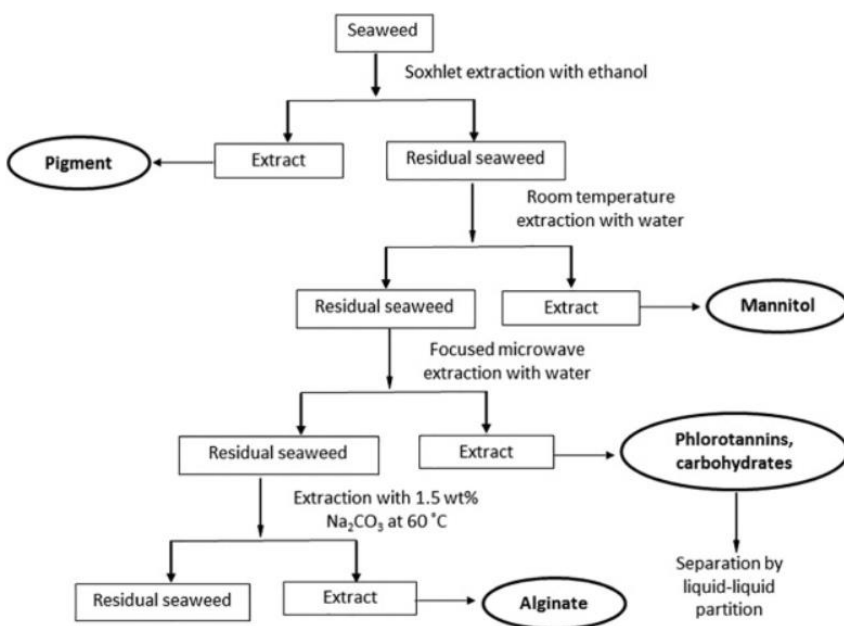 Seaweed
Soxhlet extraction with ethanol
Pigment
Extract
Residual seaweed
Room temperature
extraction with water
Residual seaweed
Extract
Mannitol
Focused microwave
extraction with water
Residual seaweed
Extract
Phlorotannins,
carbohydrates
Extraction with 1.5 wt%
Na₂CO₃ at 60 ˚C
Separation by
liquid-liquid
partition
Residual seaweed
Extract
Alginate